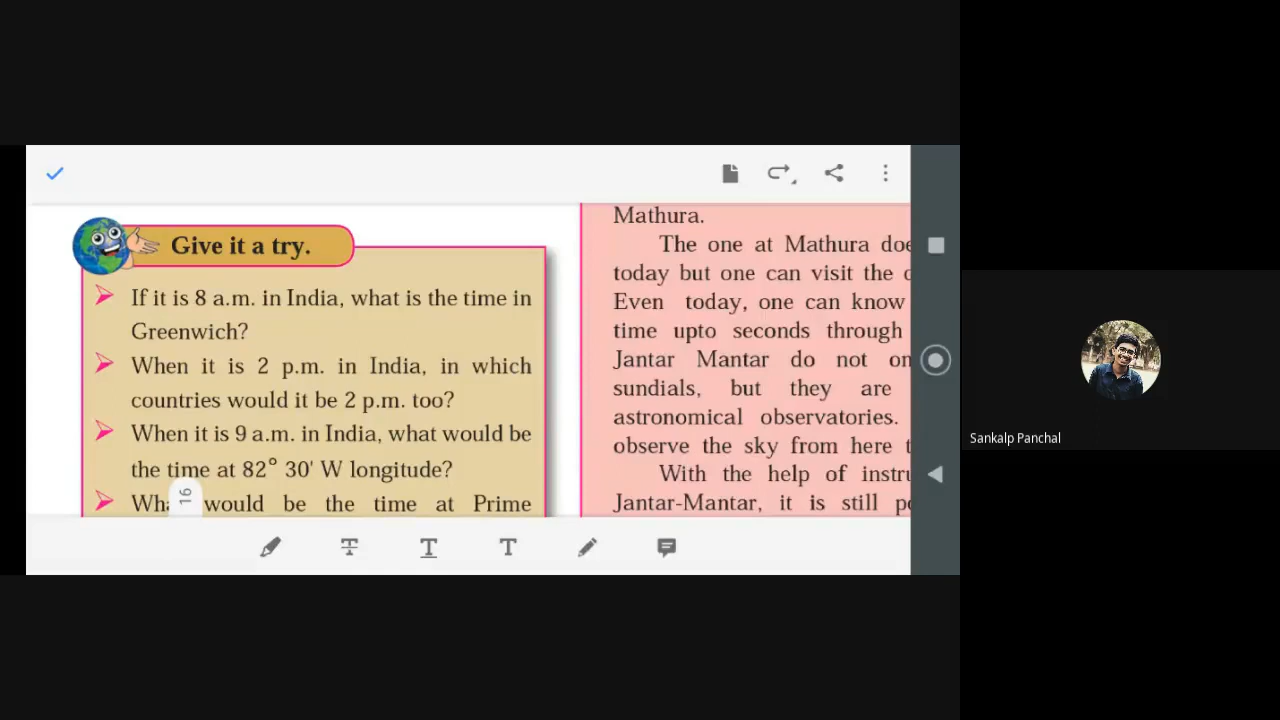 Give it a try.
If it is 8 a.m. in India, what is the time in
Greenwich?
When it is 2 p.m. in India, in which
countries would it be 2 p.m. too?
When it is 9 a.m. in India, what would be
the time at 82° 30' W longitude?
would be the time at Prime
16
Mathura.
The one at Mathura
today but one can visit the
Even today, one can know
time upto seconds through
Jantar Mantar do not
sundials, but they are
astronomical observatories.
observe the sky from here
With the help of
Jantar-Mantar, it is still
Sankalp Panchal